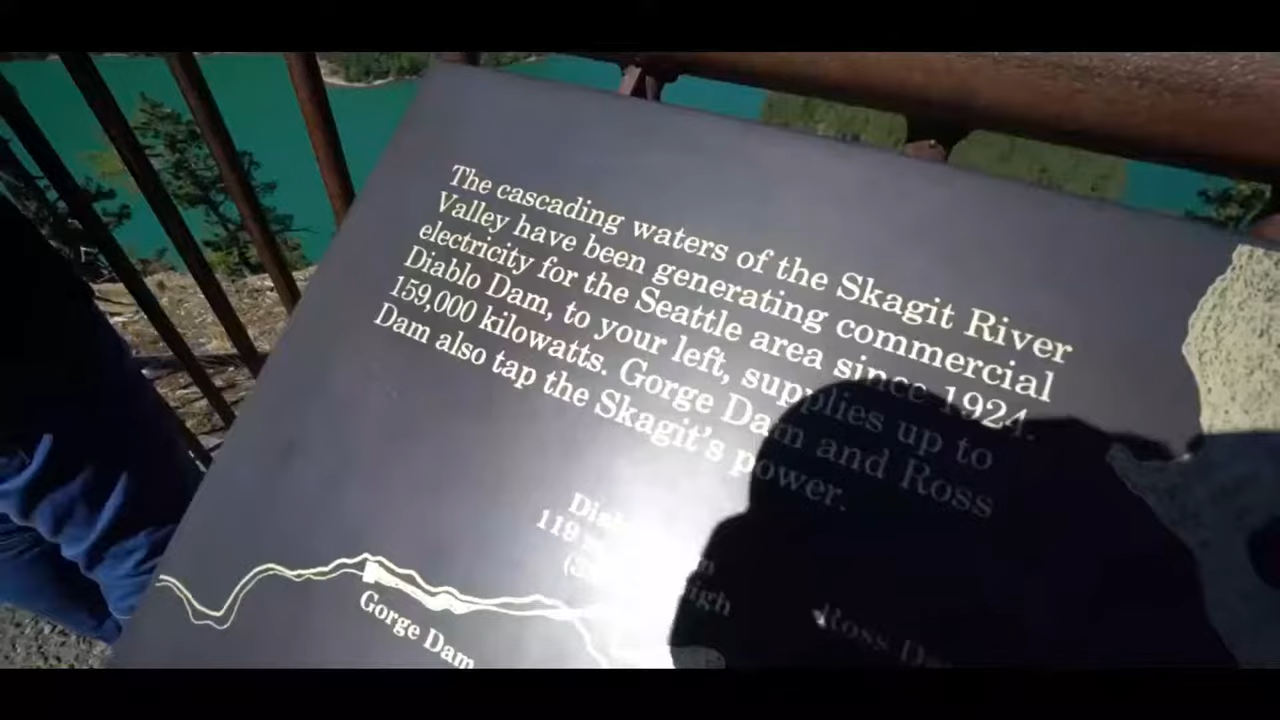 The cascading waters of the Skagit River
Valley have been generating commercial
electricity for the Seattle area since 1924.
Diablo Dam, to your left, supplies up to
159,000 kilowatts. Gorge Dam and Ross
Dam also tap the Skagit's power.
119
Gorge Dam
Ross